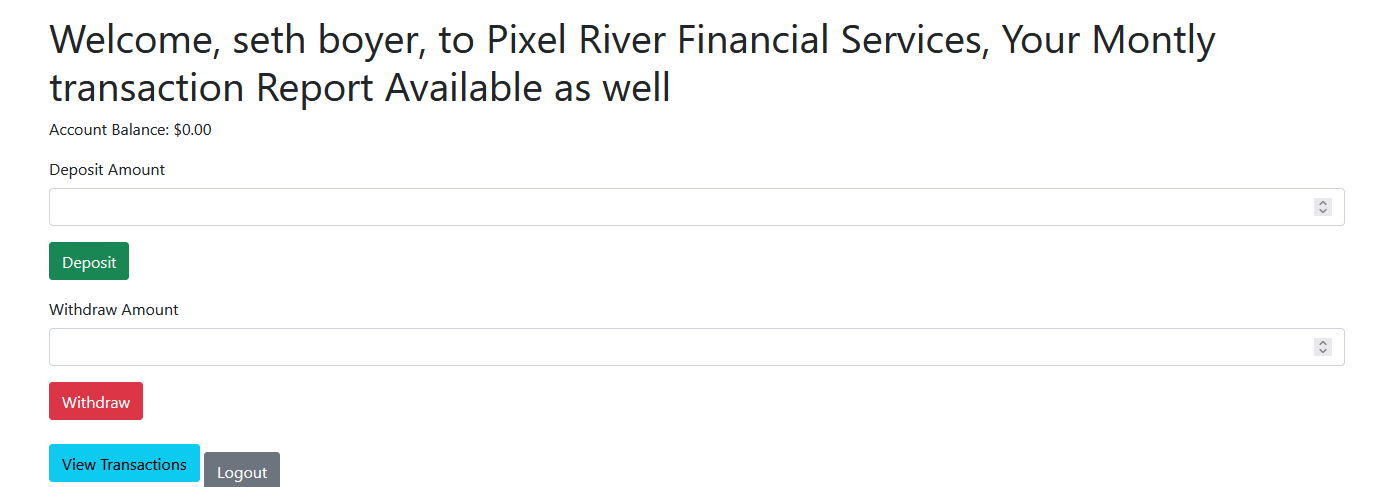 Welcome, seth boyer, to Pixel River Financial Services, Your Montly
transaction Report Available as well
Account Balance: $0.00
Deposit Amount
Deposit
Withdraw Amount
Withdraw
View Transactions Logout